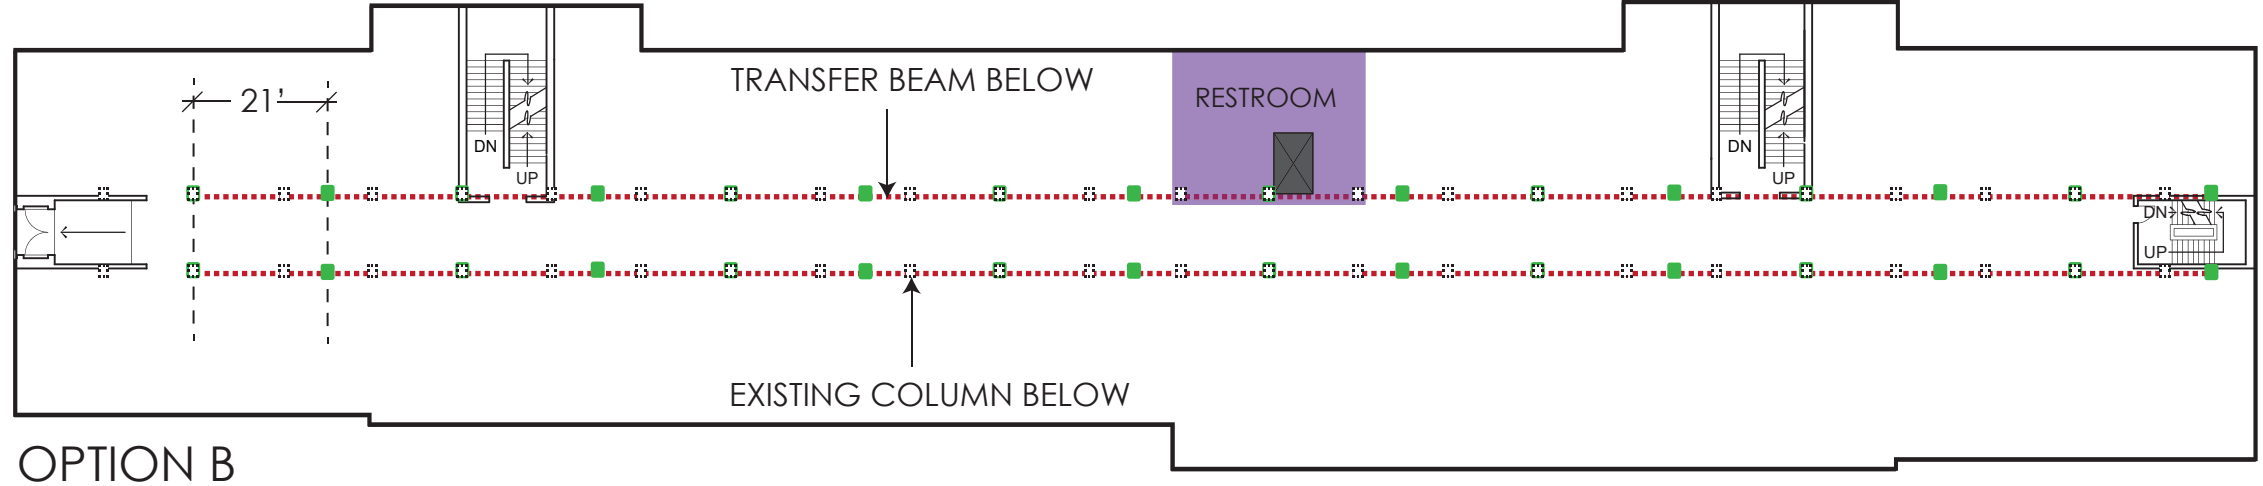 TRANSFER BEAM BELOW
RESTROOM
21'
DN
UP
DN
UP
DN
UP
EXISTING COLUMN BELOW
OPTION B